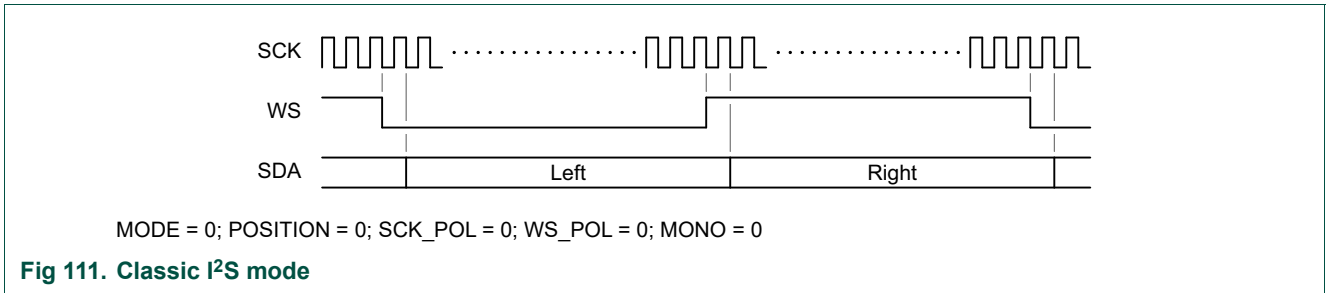 SCK
WS
SDA Left Right
MODE = 0; POSITION = 0; SCK_POL = 0; WS_POL = 0; MONO = 0
Fig 111. Classic I²S mode